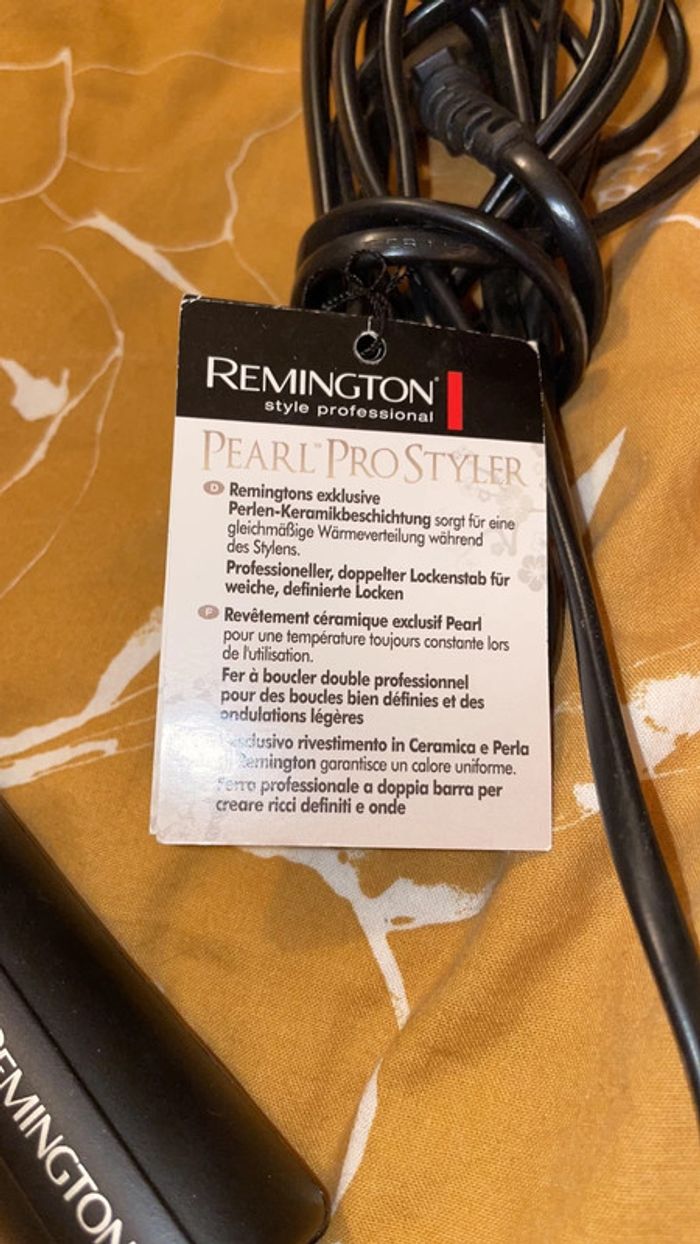 REMINGTON®
style professional
PEARL™ PROSTYLER
D Remingtons exklusive
Perlen-Keramikbeschichtung sorgt für eine
gleichmäßige Wärmeverteilung während
des Stylens.
Professioneller, doppelter Lockenstab für
weiche, definierte Locken
F Revêtement céramique exclusif Pearl
pour une température toujours constante lors
de l'utilisation.
Fer à boucler double professionnel
pour des boucles bien définies et des
ondulations légères
esclusivo rivestimento in Ceramica e Perla
Remington garantisce un calore uniforme.
Ferro professionale a doppia barra per
creare ricci definiti e onde
REMINGTON